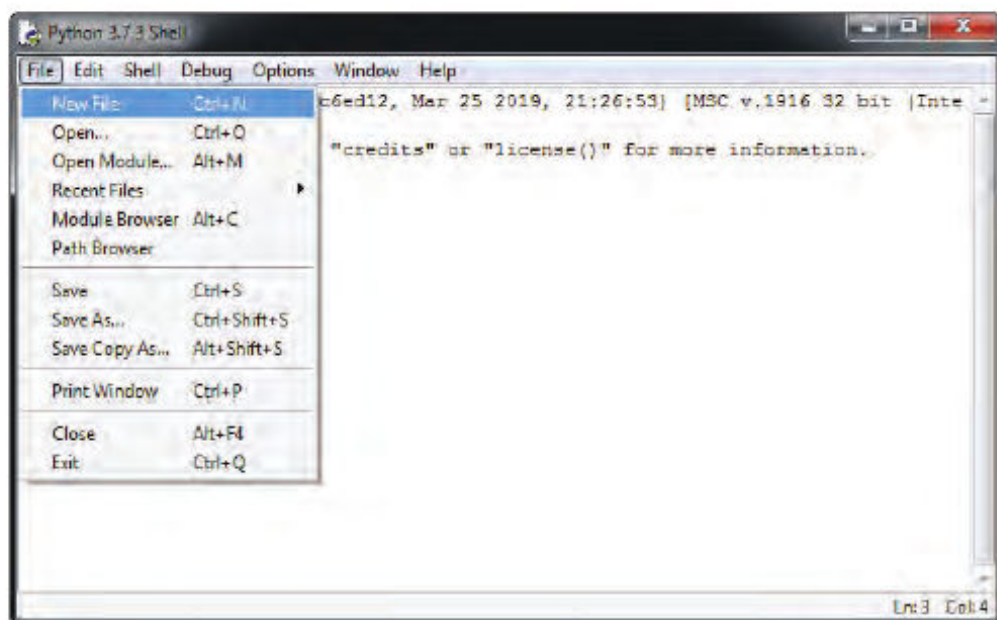 Python 3.7.3 Shell
File Edit Shell Debug Options Window Help
New File Ctrl+N
c6ed12, Mar 25 2019, 21:26:53) [MSC v.1916 32 bit (Inte
Open... Ctrl+O
"credits" or "license()" for more information.
Open Module... Alt+M
Recent Files
Module Browser Alt+C
Path Browser
Save Ctrl+S
Save As... Ctrl+Shift+S
Save Copy As... Alt+Shift+S
Print Window Ctrl+P
Close Alt+F4
Exit Ctrl+Q
Ln: 3 Col: 4